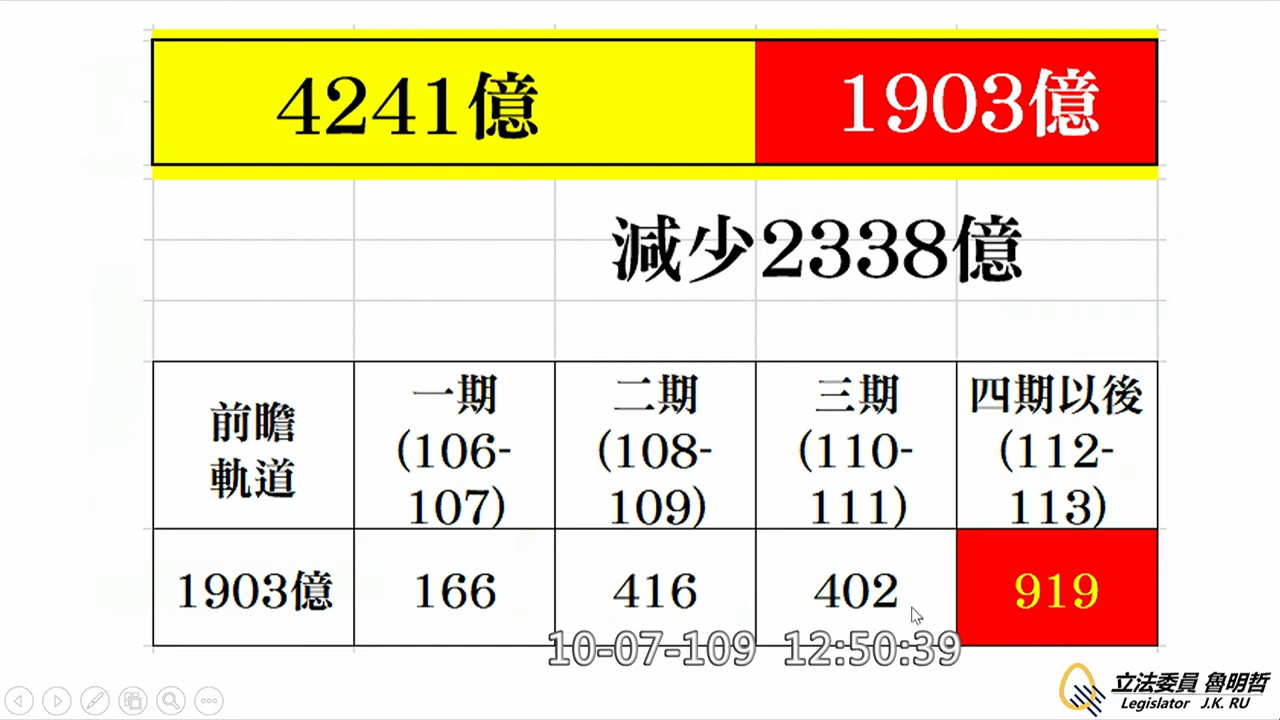 4241億 1903億
減少2338億
前瞻
軌道
一期
(106-
107)
二期
(108-
109)
三期
(110-
111)
四期以後
(112-
113)
1903億 166 416 402 919
10-07-109 12:50:39
立法委員 魯明哲
Legislator J.K. RU